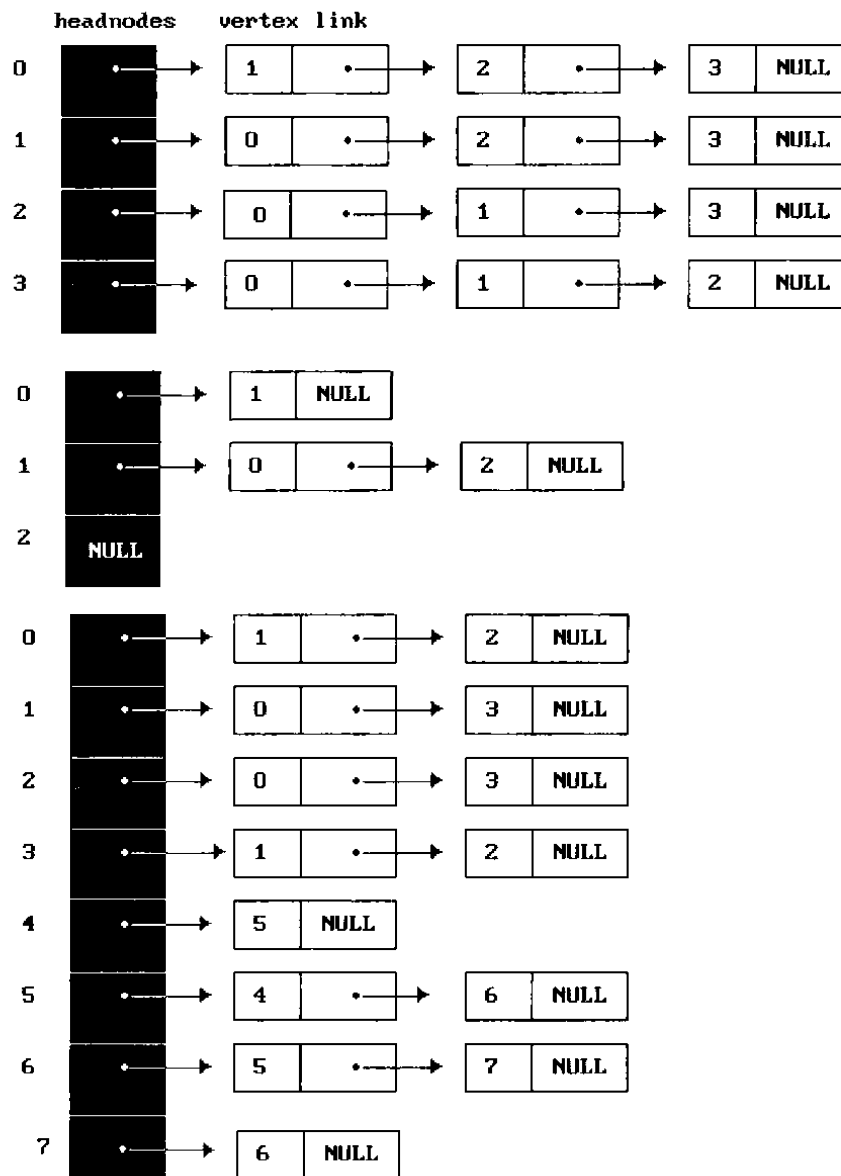 headnodes vertex link
0 1 2 3 NULL
1 0 2 3 NULL
2 0 1 3 NULL
3 0 1 2 NULL
0 1 NULL
1 0 2 NULL
2 NULL
0 1 2 NULL
1 0 3 NULL
2 0 3 NULL
3 1 2 NULL
4 5 NULL
5 4 6 NULL
6 5 7 NULL
7 6 NULL